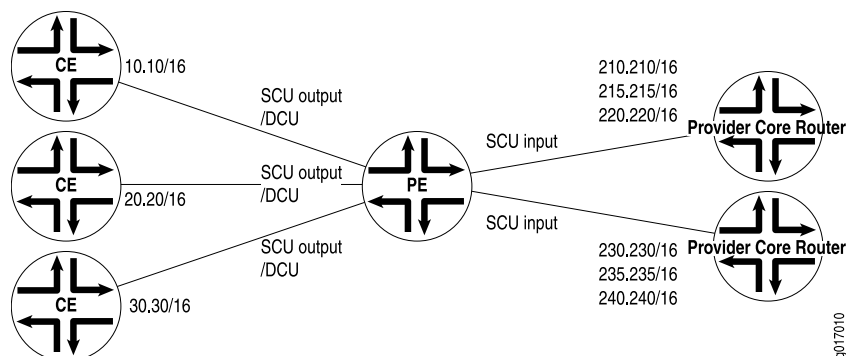 CE
10.10/16
SCU output
/DCU
CE
20.20/16
SCU output
/DCU
CE
30.30/16
SCU output
/DCU
PE
SCU input
210.210/16
215.215/16
220.220/16
Provider Core Router
SCU input
Provider Core Router
230.230/16
235.235/16
240.240/16
g017010